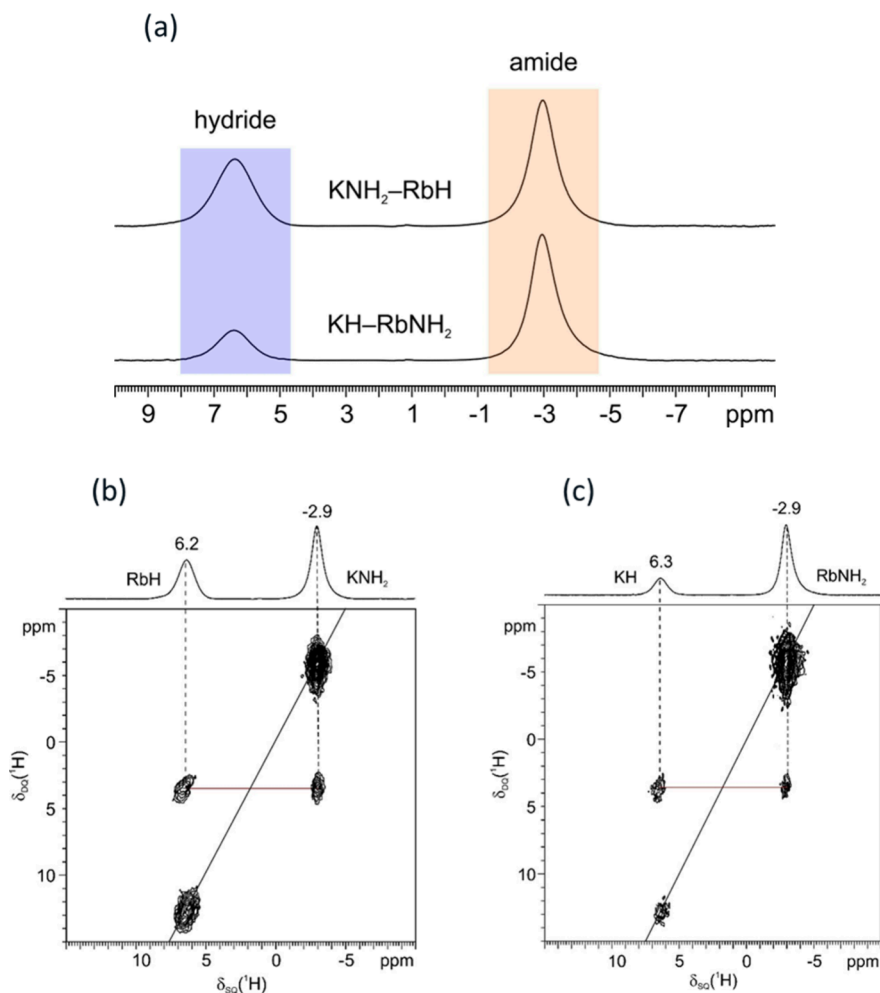 (a)
amide
hydride
KNH₂–RbH
KH–RbNH₂
9 7 5 3 1 -1 -3 -5 -7 ppm
(b)
-2.9
6.2
RbH
KNH₂
ppm
-5
0
5
10
δDQ(¹H)
10 5 0 -5 ppm
δSQ(¹H)
(c)
-2.9
6.3
KH
RbNH₂
ppm
-5
0
5
10
δDQ(¹H)
10 5 0 -5 ppm
δSQ(¹H)